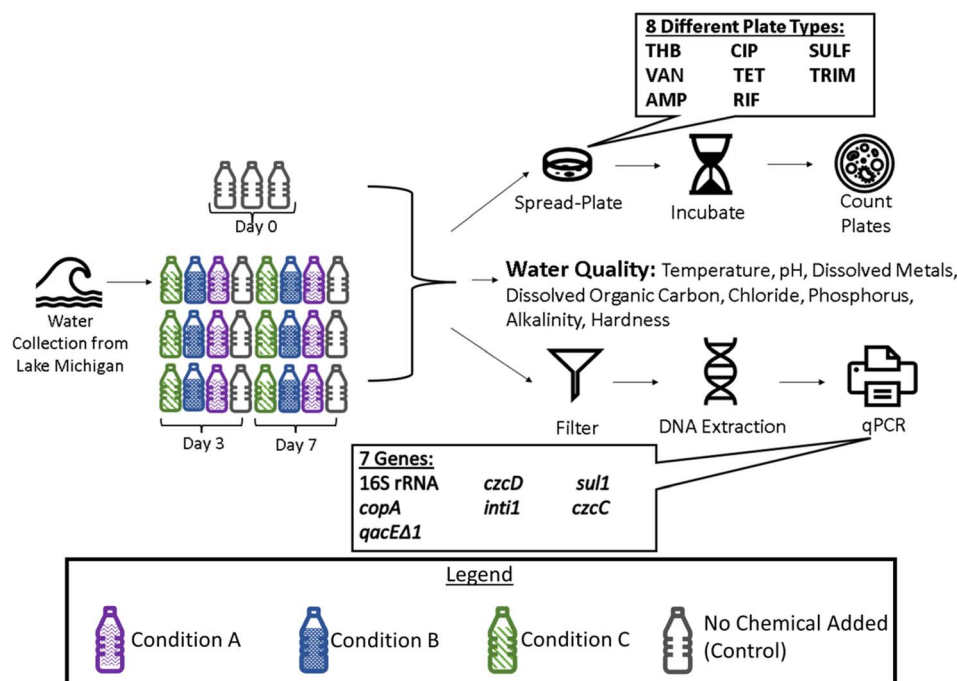 8 Different Plate Types:
THB CIP SULF
VAN TET TRIM
AMP RIF
Day 0
Spread-Plate
Incubate
Count
Plates
Water
Collection from
Lake Michigan
Water Quality: Temperature, pH, Dissolved Metals,
Dissolved Organic Carbon, Chloride, Phosphorus,
Alkalinity, Hardness
Day 3
Day 7
Filter
DNA Extraction
qPCR
7 Genes:
16S rRNA czcD sul1
copA inti1 czcC
qacEΔ1
Legend
Condition A
Condition B
Condition C
No Chemical Added
(Control)